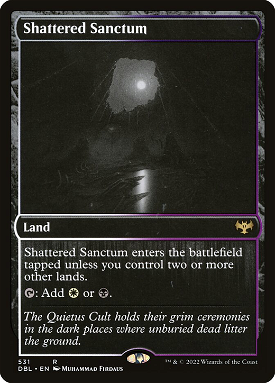 Shattered Sanctum
Land
Shattered Sanctum enters the battlefield
tapped unless you control two or more
other lands.
: Add or .
The Quietus Cult holds their grim ceremonies
in the dark places where unburied dead litter
the ground.
531 R
DBL • EN Muhammad Firdaus
™ & © 2022 Wizards of the Coast